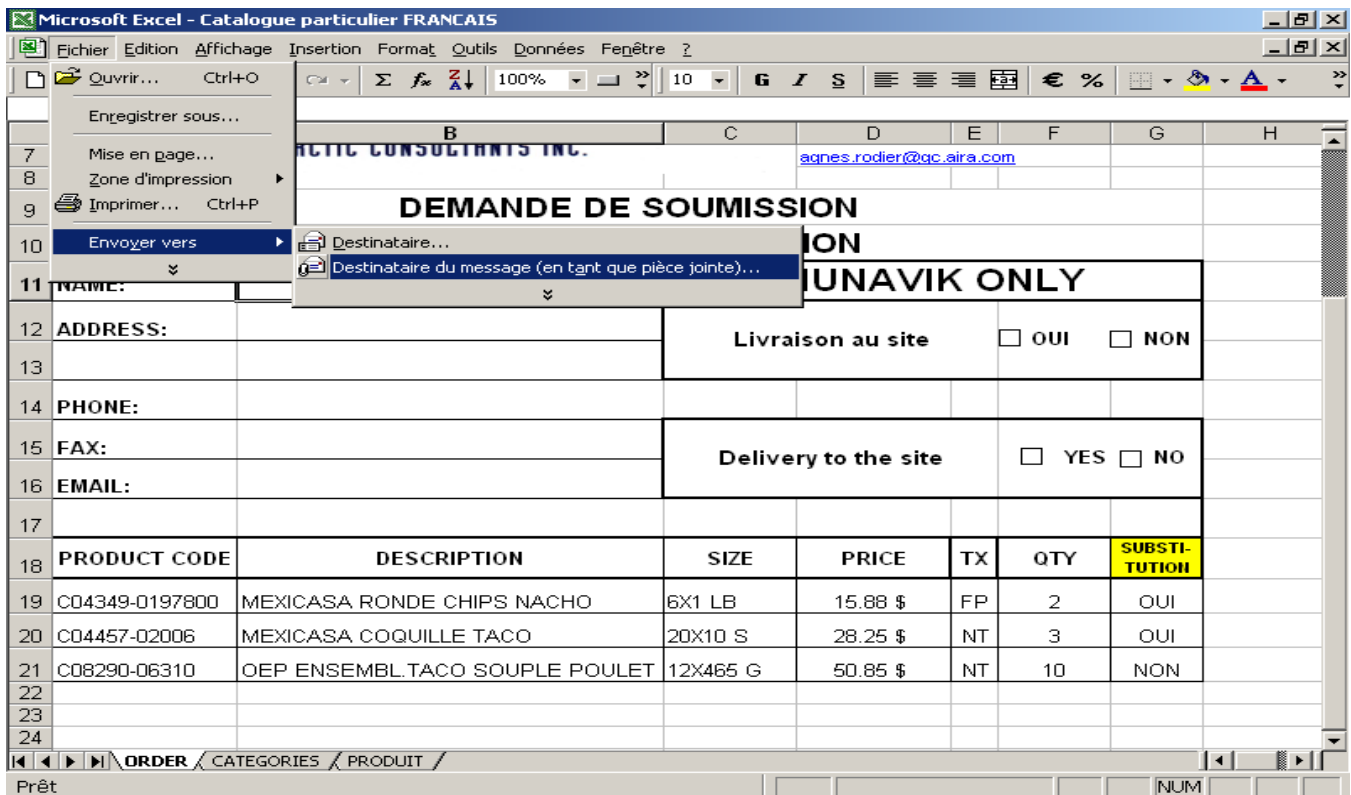 Microsoft Excel - Catalogue particulier FRANCAIS
Fichier Edition Affichage Insertion Format Outils Données Fenêtre ?
Ouvrir... Ctrl+O
Σ fx 100% 10 G I S € % A
Enregistrer sous...
B C D E F G H
7 Mise en page... CONSULTANTS INC. agnes.rodier@qc.aira.com
8 Zone d'impression
9 Imprimer... Ctrl+P DEMANDE DE SOUMISSION
10 Envoyer vers Destinataire... ION
Destinataire du message (en tant que pièce jointe)...
11 NAME: NUNAVIK ONLY
12 ADDRESS: Livraison au site OUI NON
13
14 PHONE:
15 FAX: Delivery to the site YES NO
16 EMAIL:
17
18 PRODUCT CODE DESCRIPTION SIZE PRICE TX QTY SUBSTI-
TUTION
19 C04349-0197800 MEXICASA RONDE CHIPS NACHO 6X1 LB 15.88 $ FP 2 OUI
20 C04457-02006 MEXICASA COQUILLE TACO 20X10 S 28.25 $ NT 3 OUI
21 C08290-06310 OEP ENSEMBL.TACO SOUPLE POULET 12X465 G 50.85 $ NT 10 NON
22
23
24
ORDER CATEGORIES PRODUIT
Prêt NUM